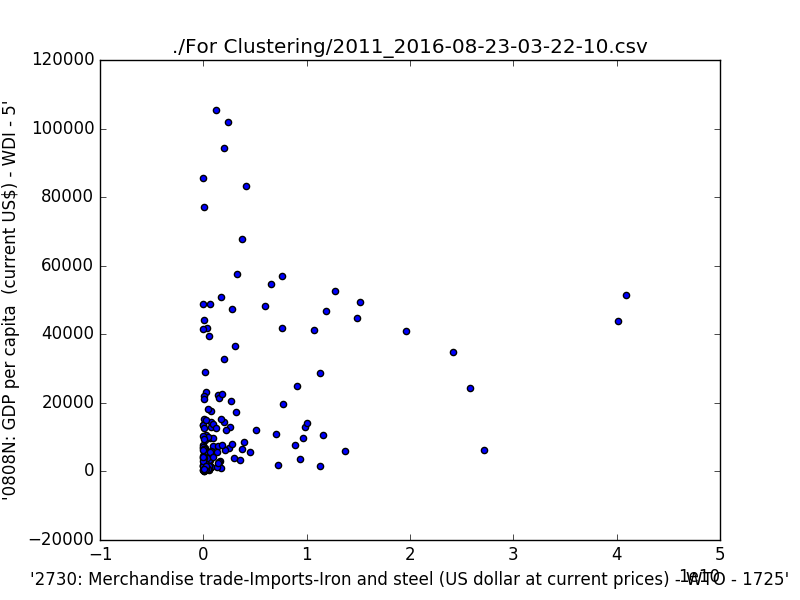 ./For Clustering/2011_2016-08-23-03-22-10.csv
120000
100000
80000
60000
40000
20000
0
−20000
'0808N: GDP per capita  (current US$) - WDI - 5'
−1 0 1 2 3 4 5
1e10
'2730: Merchandise trade-Imports-Iron and steel (US dollar at current prices) - WTO - 1725'